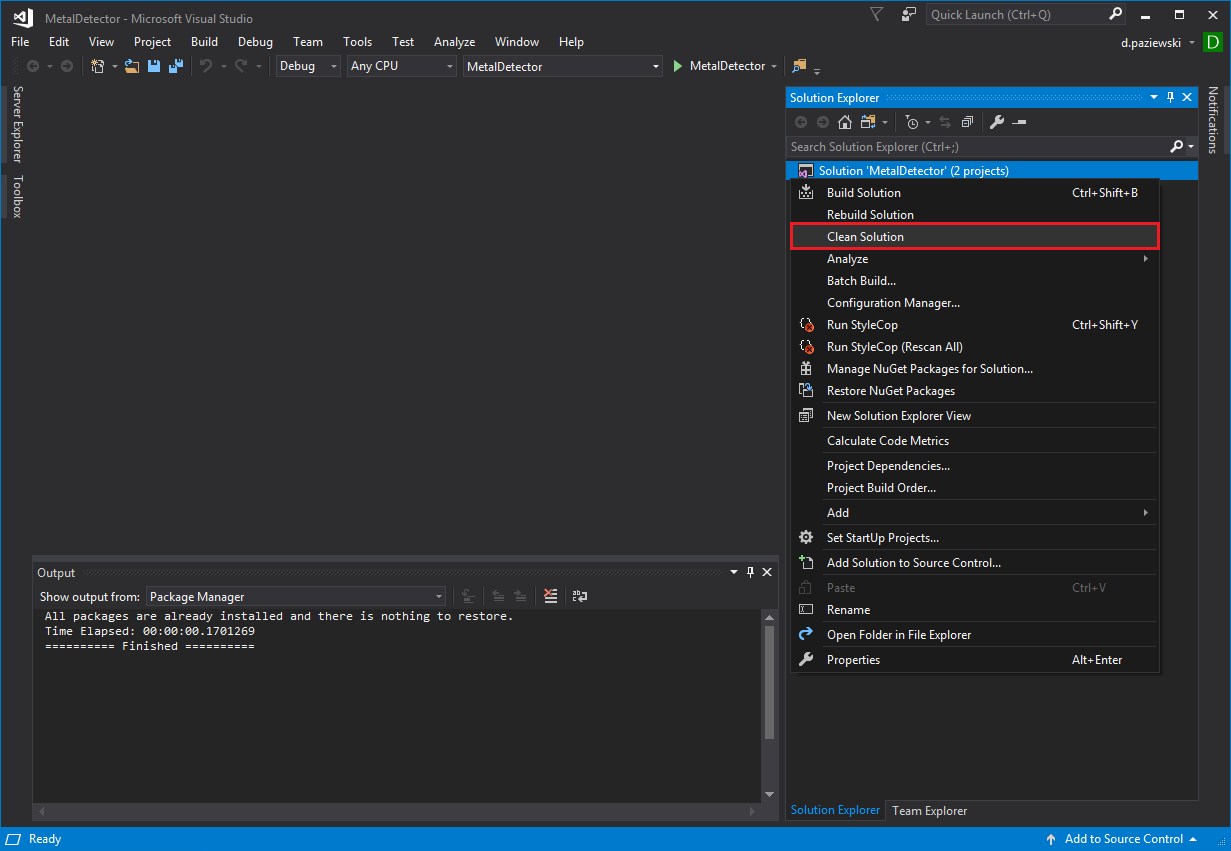 MetalDetector - Microsoft Visual Studio
Quick Launch (Ctrl+Q)
File Edit View Project Build Debug Team Tools Test Analyze Window Help
d.paziewski D
Debug Any CPU MetalDetector MetalDetector
Server Explorer
Toolbox
Solution Explorer
Search Solution Explorer (Ctrl+;)
Solution 'MetalDetector' (2 projects)
Build Solution Ctrl+Shift+B
Rebuild Solution
Clean Solution
Analyze
Batch Build...
Configuration Manager...
Run StyleCop Ctrl+Shift+Y
Run StyleCop (Rescan All)
Manage NuGet Packages for Solution...
Restore NuGet Packages
New Solution Explorer View
Calculate Code Metrics
Project Dependencies...
Project Build Order...
Add
Set StartUp Projects...
Add Solution to Source Control...
Paste Ctrl+V
Rename
Open Folder in File Explorer
Properties Alt+Enter
Solution Explorer Team Explorer
Notifications
Output
Show output from: Package Manager
All packages are already installed and there is nothing to restore.
Time Elapsed: 00:00:00.1701269
========== Finished ==========
Ready
Add to Source Control